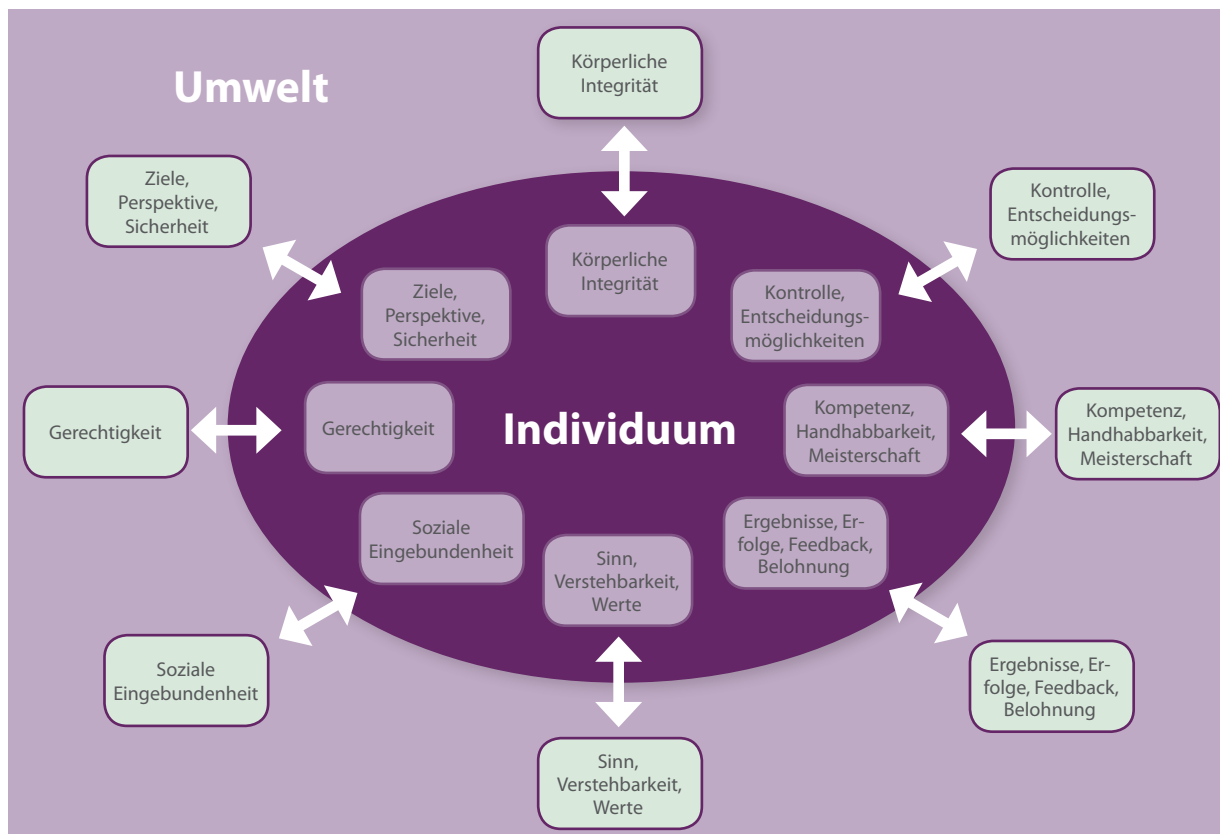 Umwelt
Körperliche
Integrität
Ziele,
Perspektive,
Sicherheit
Kontrolle,
Entscheidungs-
möglichkeiten
Körperliche
Integrität
Ziele,
Perspektive,
Sicherheit
Kontrolle,
Entscheidungs-
möglichkeiten
Gerechtigkeit
Gerechtigkeit
Individuum
Kompetenz,
Handhabbarkeit,
Meisterschaft
Kompetenz,
Handhabbarkeit,
Meisterschaft
Soziale
Eingebundenheit
Sinn,
Verstehbarkeit,
Werte
Ergebnisse, Er-
folge, Feedback,
Belohnung
Soziale
Eingebundenheit
Ergebnisse, Er-
folge, Feedback,
Belohnung
Sinn,
Verstehbarkeit,
Werte